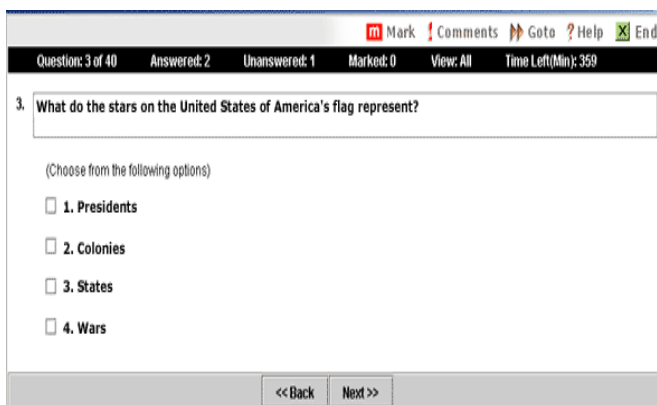 m Mark ! Comments Goto ? Help X End
Question: 3 of 40 Answered: 2 Unanswered: 1 Marked: 0 View: All Time Left(Min): 359
3. What do the stars on the United States of America's flag represent?
(Choose from the following options)
1. Presidents
2. Colonies
3. States
4. Wars
<<Back Next>>